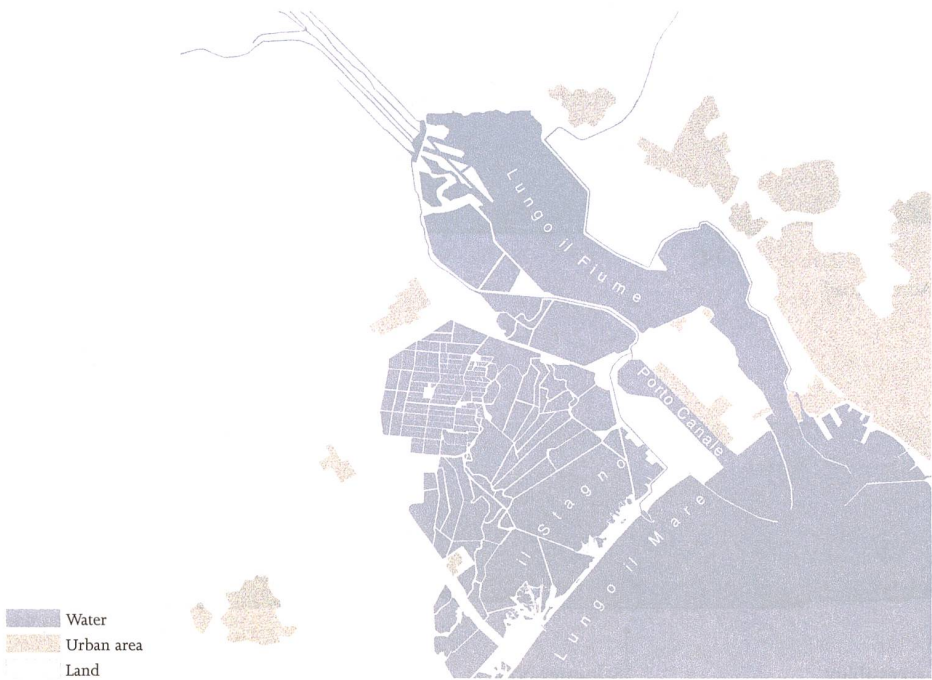 Lungo il Fiume
Porto Canale
il Stagno
Lungo il Mare
Water
Urban area
Land